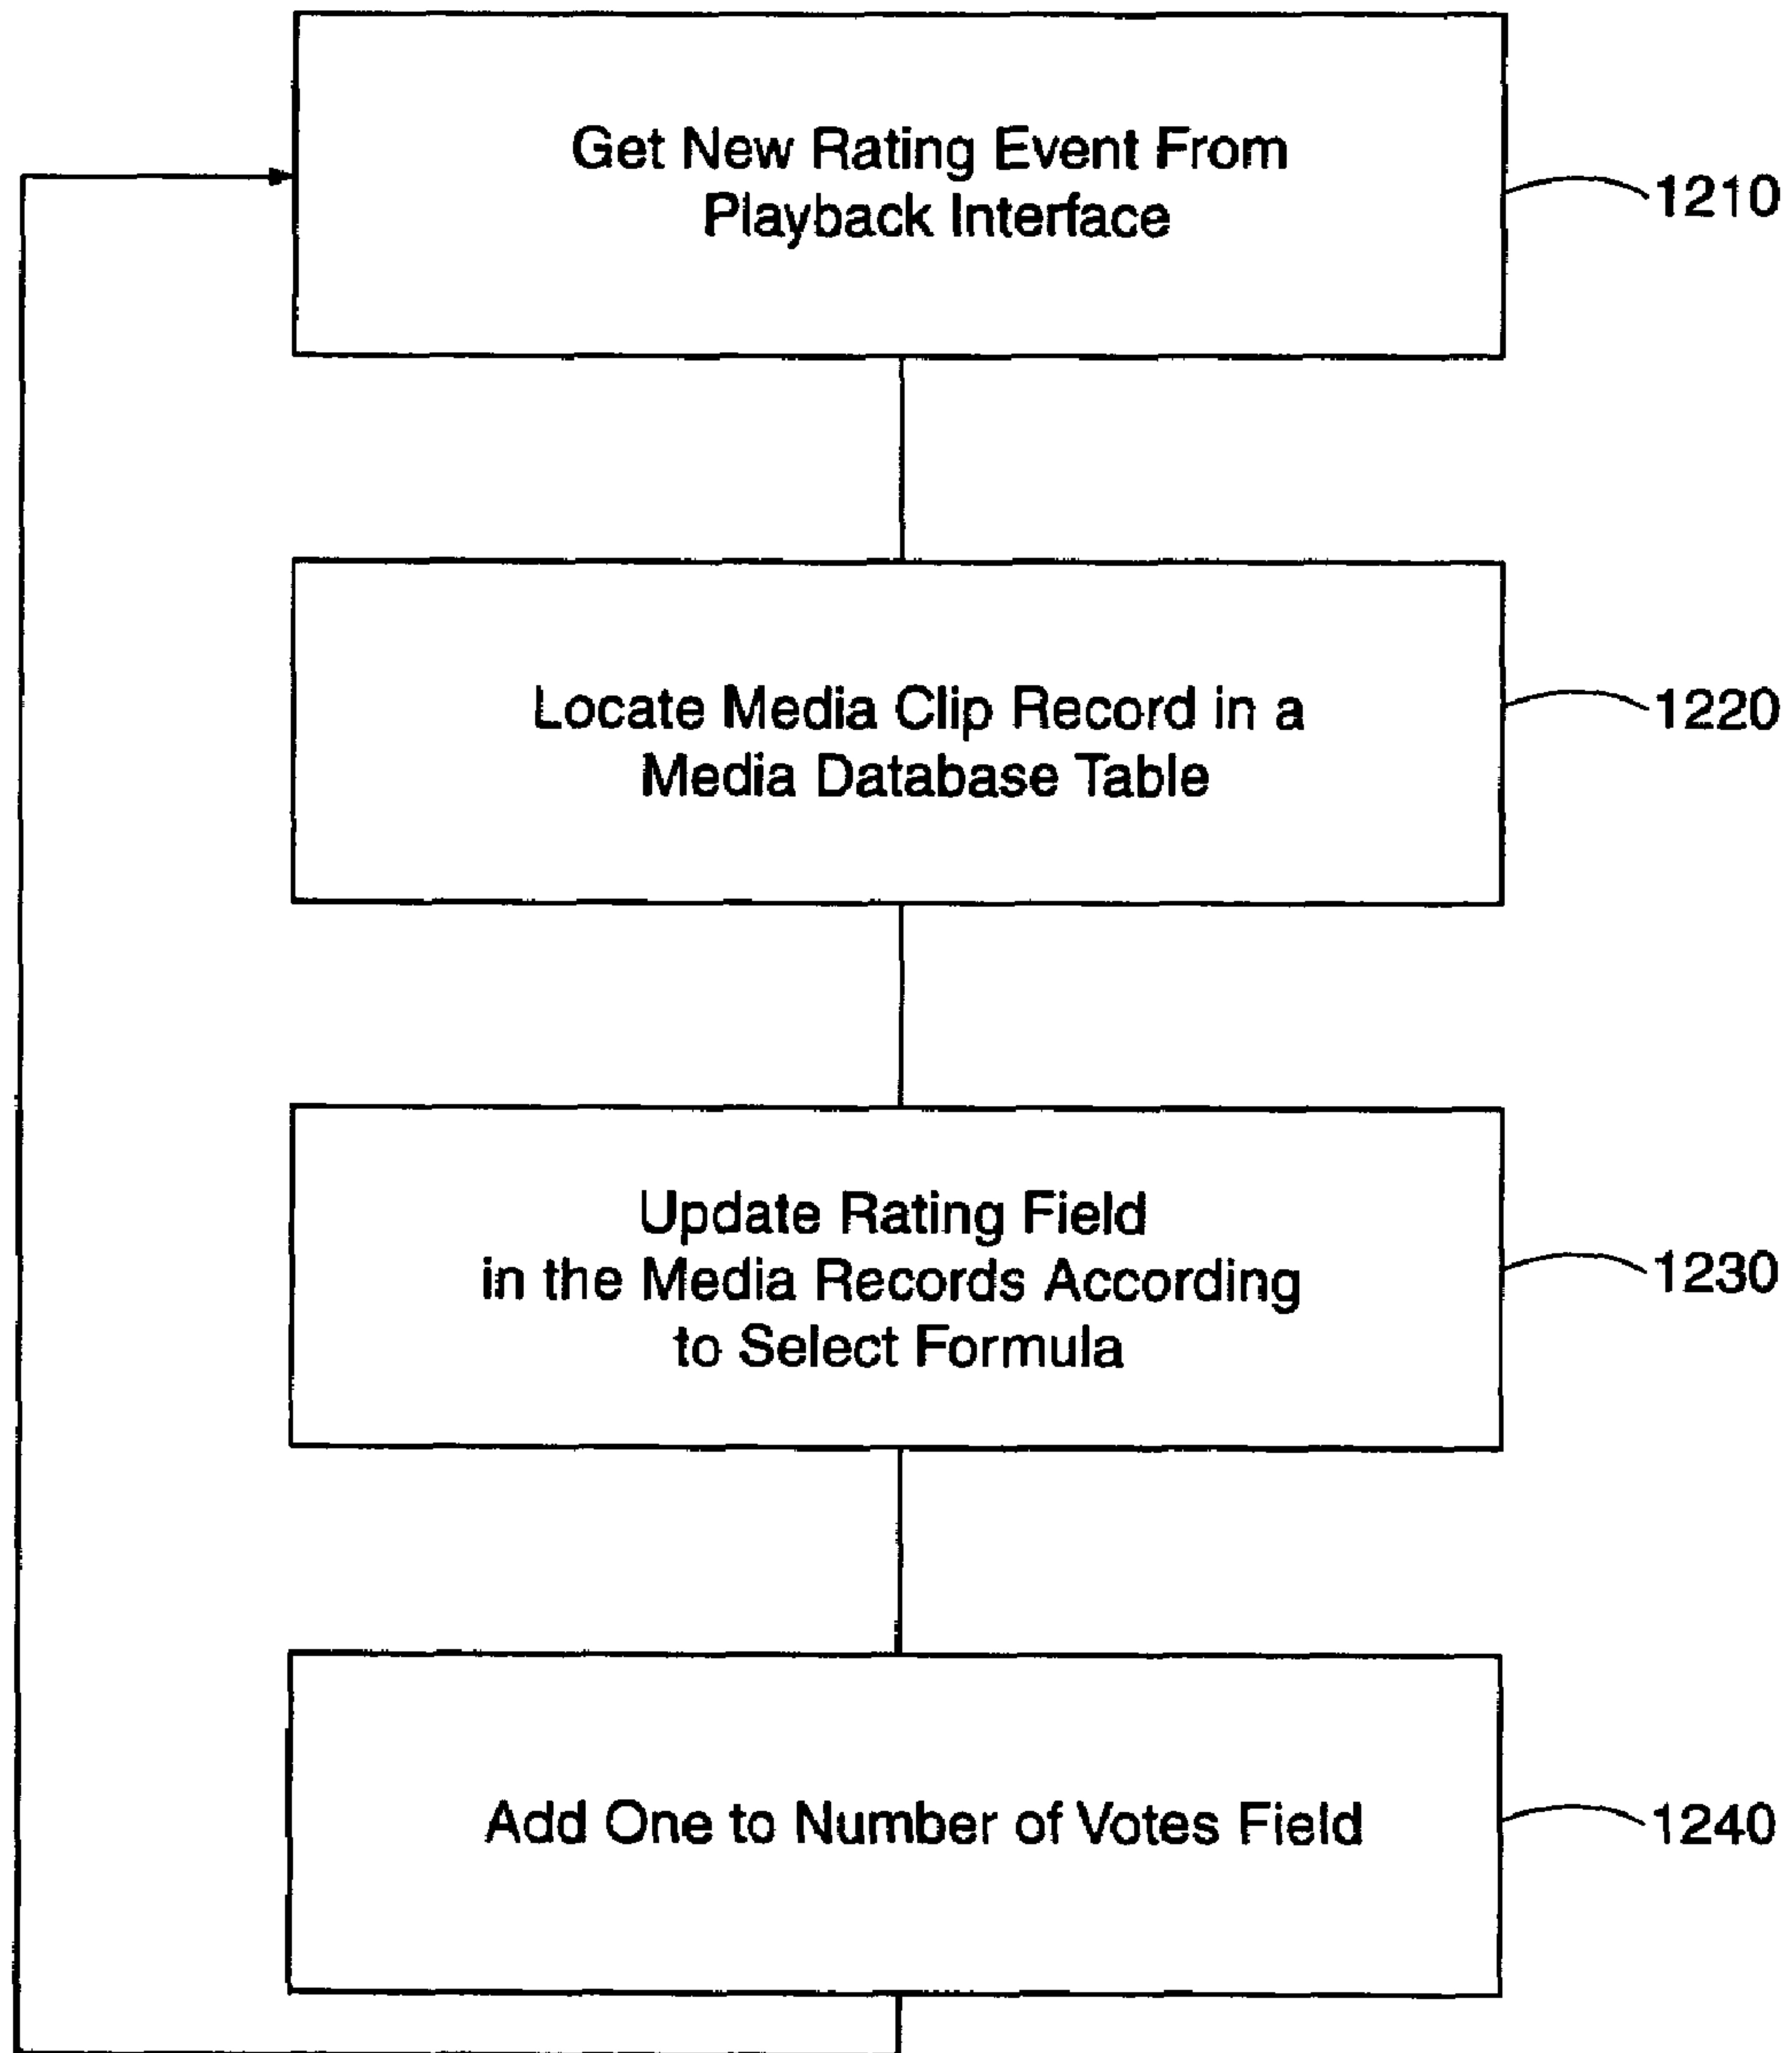 Get New Rating Event From
Playback Interface
1210
Locate Media Clip Record in a
Media Database Table
1220
Update Rating Field
in the Media Records According
to Select Formula
1230
Add One to Number of Votes Field
1240